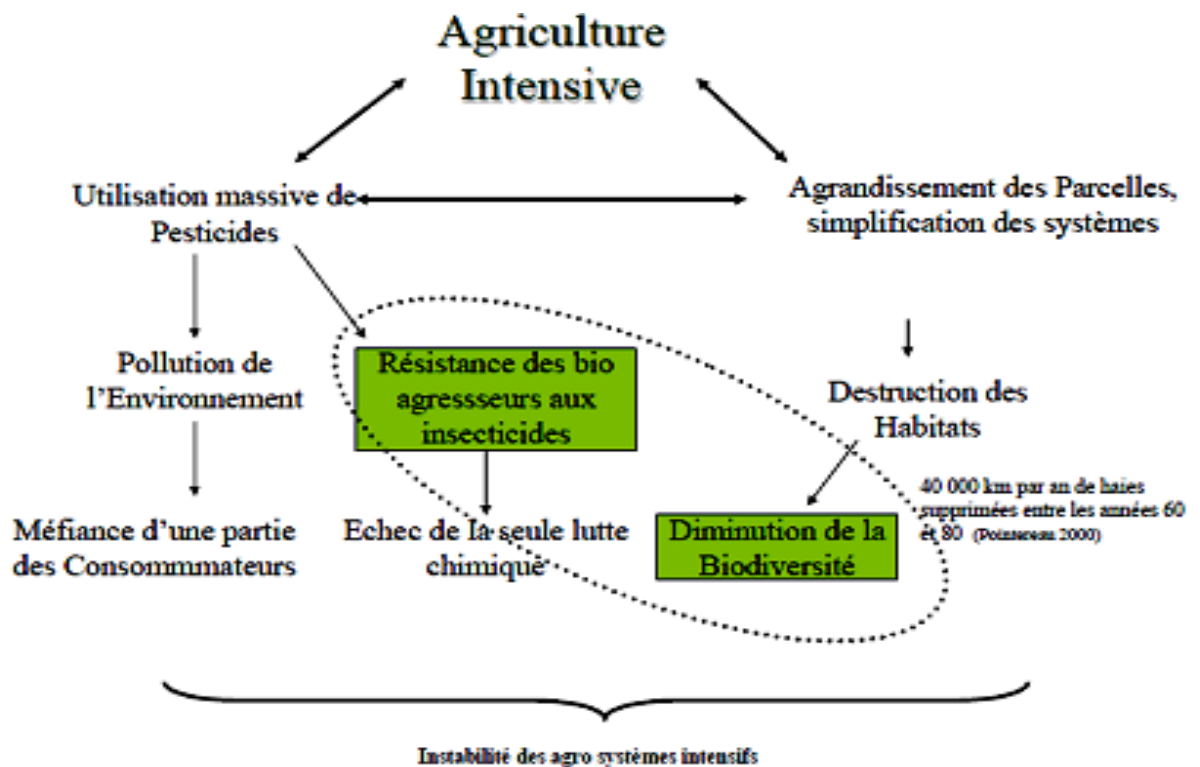 Agriculture
Intensive
Utilisation massive de
Pesticides
Agrandissement des Parcelles,
simplification des systèmes
Pollution de
l'Environnement
Résistance des bio
agressseurs aux
insecticides
Destruction des
Habitats
40 000 km par an de haies
supprimées entre les années 60
et 80 (Pointereau 2000)
Méfiance d'une partie
des Consommmateurs
Echec de la seule lutte
chimique
Diminution de la
Biodiversité
Instabilité des agro systèmes intensifs